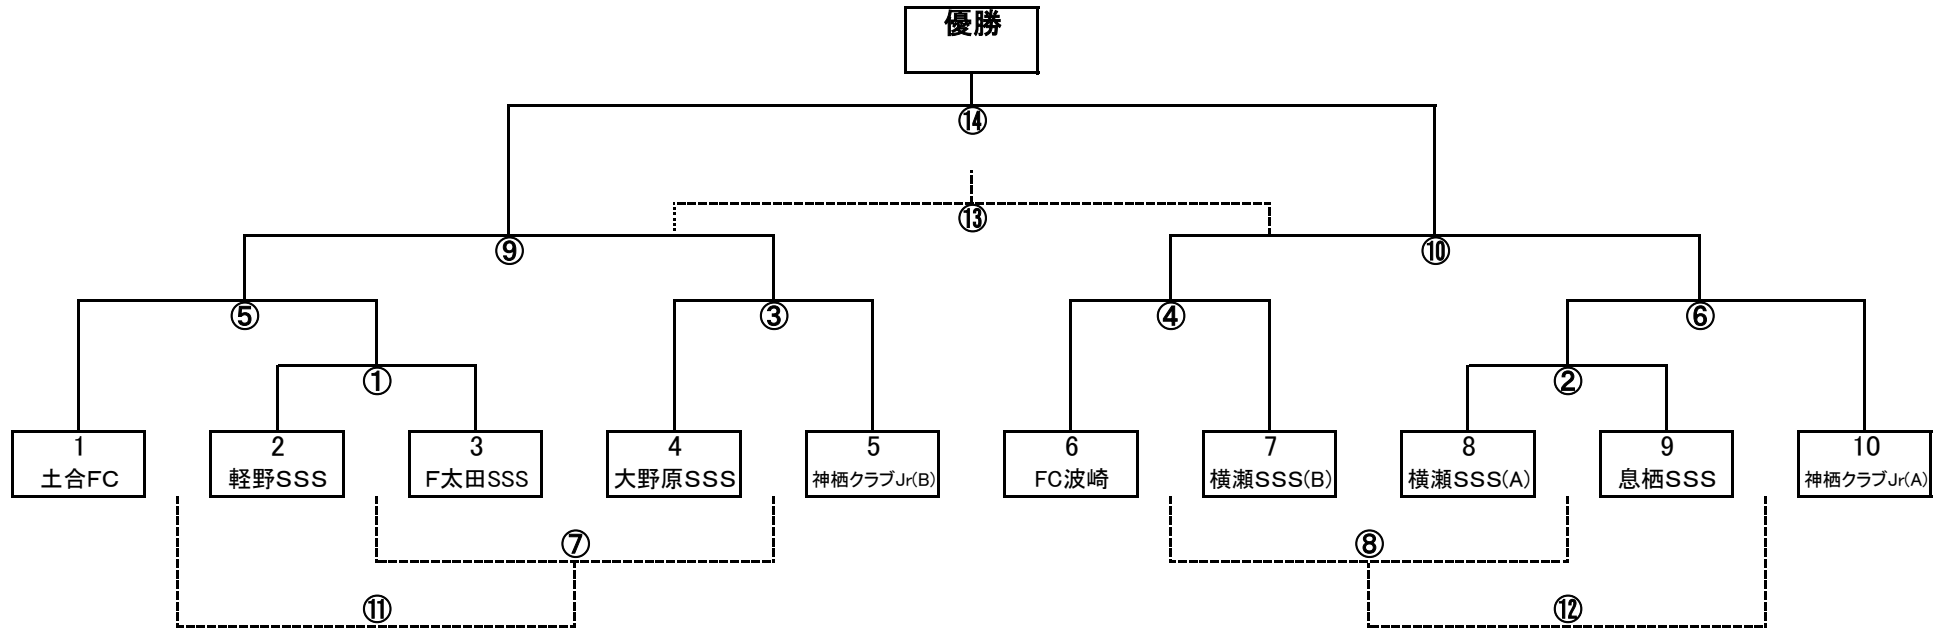 優勝
⑭
⑬
⑨ ⑩
⑤ ③ ④ ⑥
① ②
1 2 3 4 5 6 7 8 9 10
土合FC 軽野SSS F太田SSS 大野原SSS 神栖クラブJr(B) FC波崎 横瀬SSS(B) 横瀬SSS(A) 息栖SSS 神栖クラブJr(A)
⑦ ⑧
⑪ ⑫